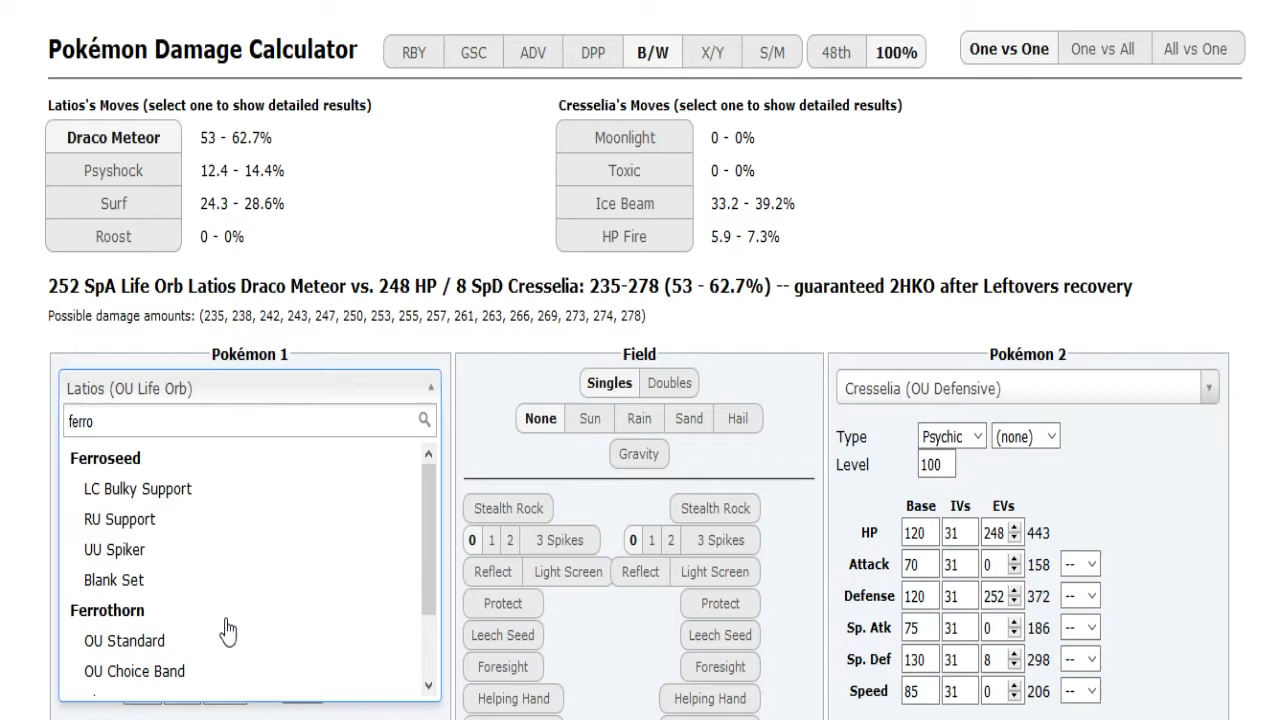 Pokémon Damage Calculator RBY GSC ADV DPP B/W X/Y S/M 48th 100% One vs One One vs All All vs One
Latios's Moves (select one to show detailed results) Cresselia's Moves (select one to show detailed results)
Draco Meteor 53 - 62.7% Moonlight 0 - 0%
Psyshock 12.4 - 14.4% Toxic 0 - 0%
Surf 24.3 - 28.6% Ice Beam 33.2 - 39.2%
Roost 0 - 0% HP Fire 5.9 - 7.3%
252 SpA Life Orb Latios Draco Meteor vs. 248 HP / 8 SpD Cresselia: 235-278 (53 - 62.7%) -- guaranteed 2HKO after Leftovers recovery
Possible damage amounts: (235, 238, 242, 243, 247, 250, 253, 255, 257, 261, 263, 266, 269, 273, 274, 278)
Pokémon 1
Latios (OU Life Orb)
ferro
Ferroseed
LC Bulky Support
RU Support
UU Spiker
Blank Set
Ferrothorn
OU Standard
OU Choice Band
Field
Singles Doubles
None Sun Rain Sand Hail
Gravity
Stealth Rock Stealth Rock
0 1 2 3 Spikes 0 1 2 3 Spikes
Reflect Light Screen Reflect Light Screen
Protect Protect
Leech Seed Leech Seed
Foresight Foresight
Helping Hand Helping Hand
Pokémon 2
Cresselia (OU Defensive)
Type Psychic (none)
Level 100
Base IVs EVs
HP 120 31 248 443
Attack 70 31 0 158 --
Defense 120 31 252 372 --
Sp. Atk 75 31 0 186 --
Sp. Def 130 31 8 298 --
Speed 85 31 0 206 --